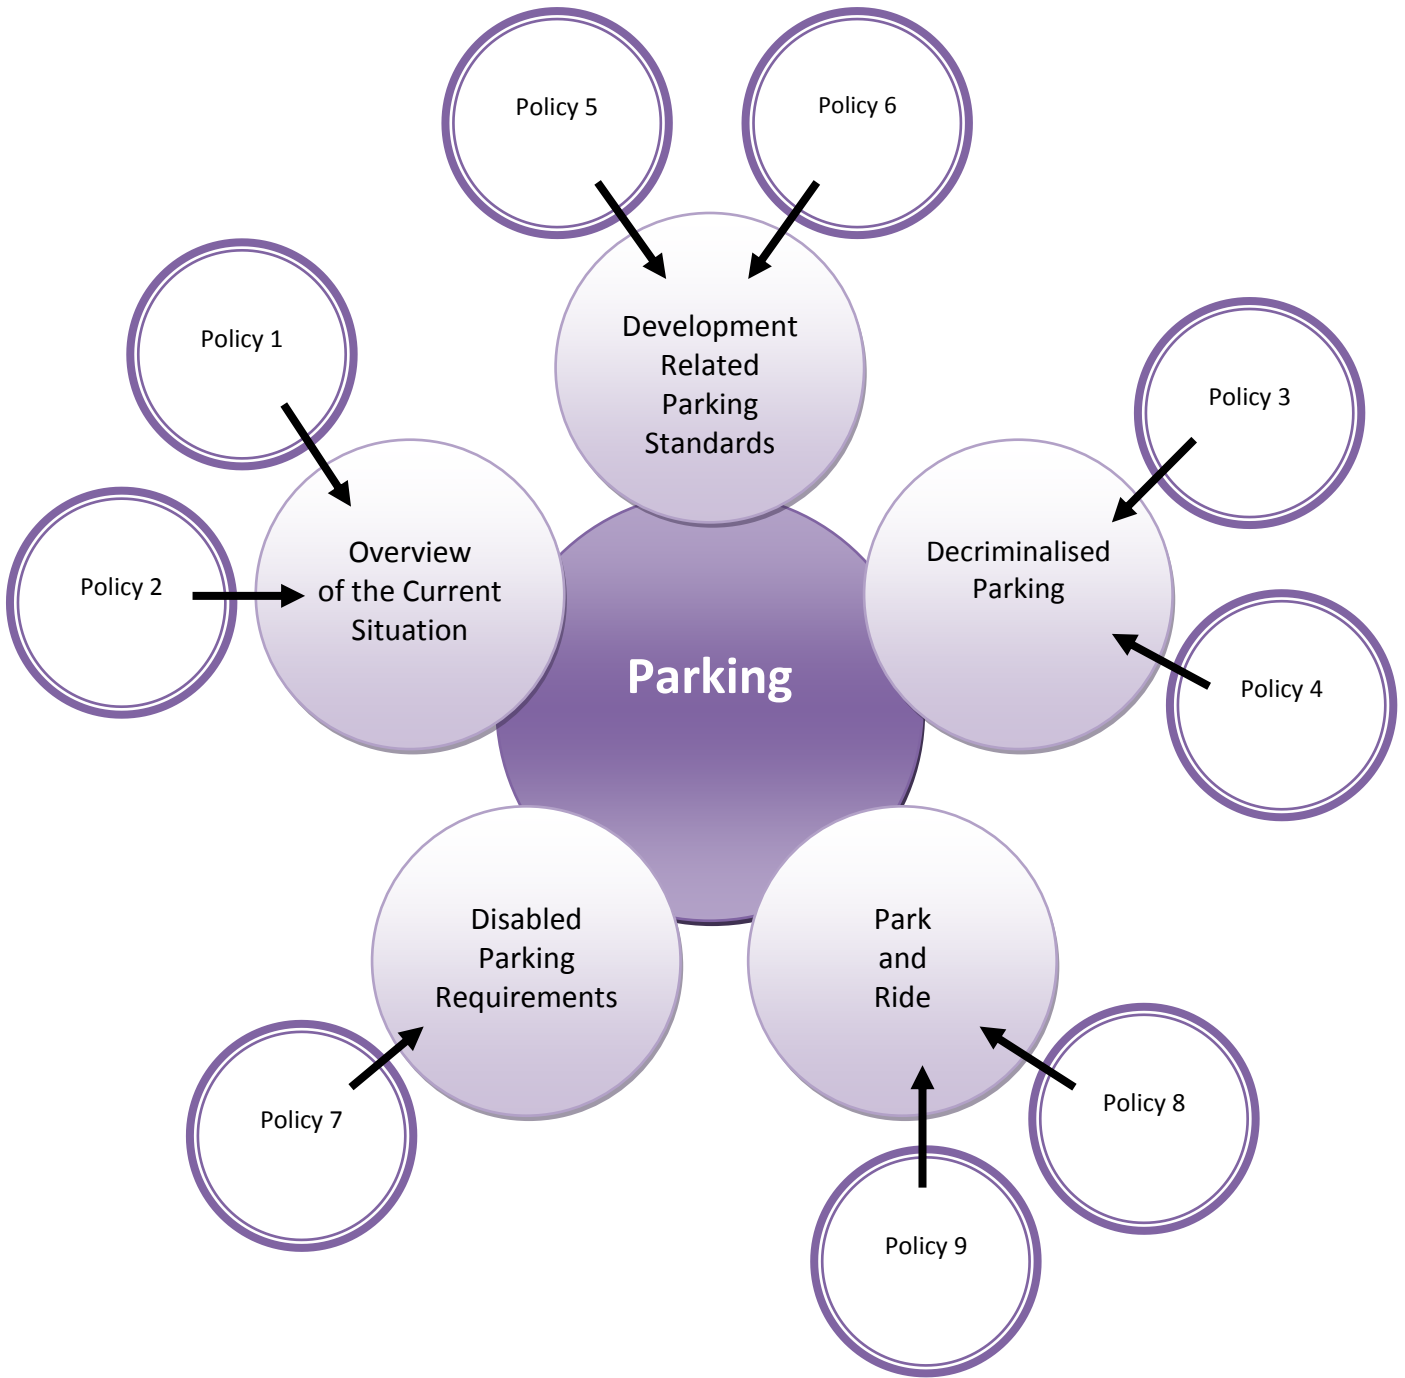 Policy 5
Policy 6
Policy 1
Development
Related
Parking
Standards
Policy 3
Policy 2
Overview
of the Current
Situation
Decriminalised
Parking
Parking
Policy 4
Disabled
Parking
Requirements
Park
and
Ride
Policy 7
Policy 8
Policy 9